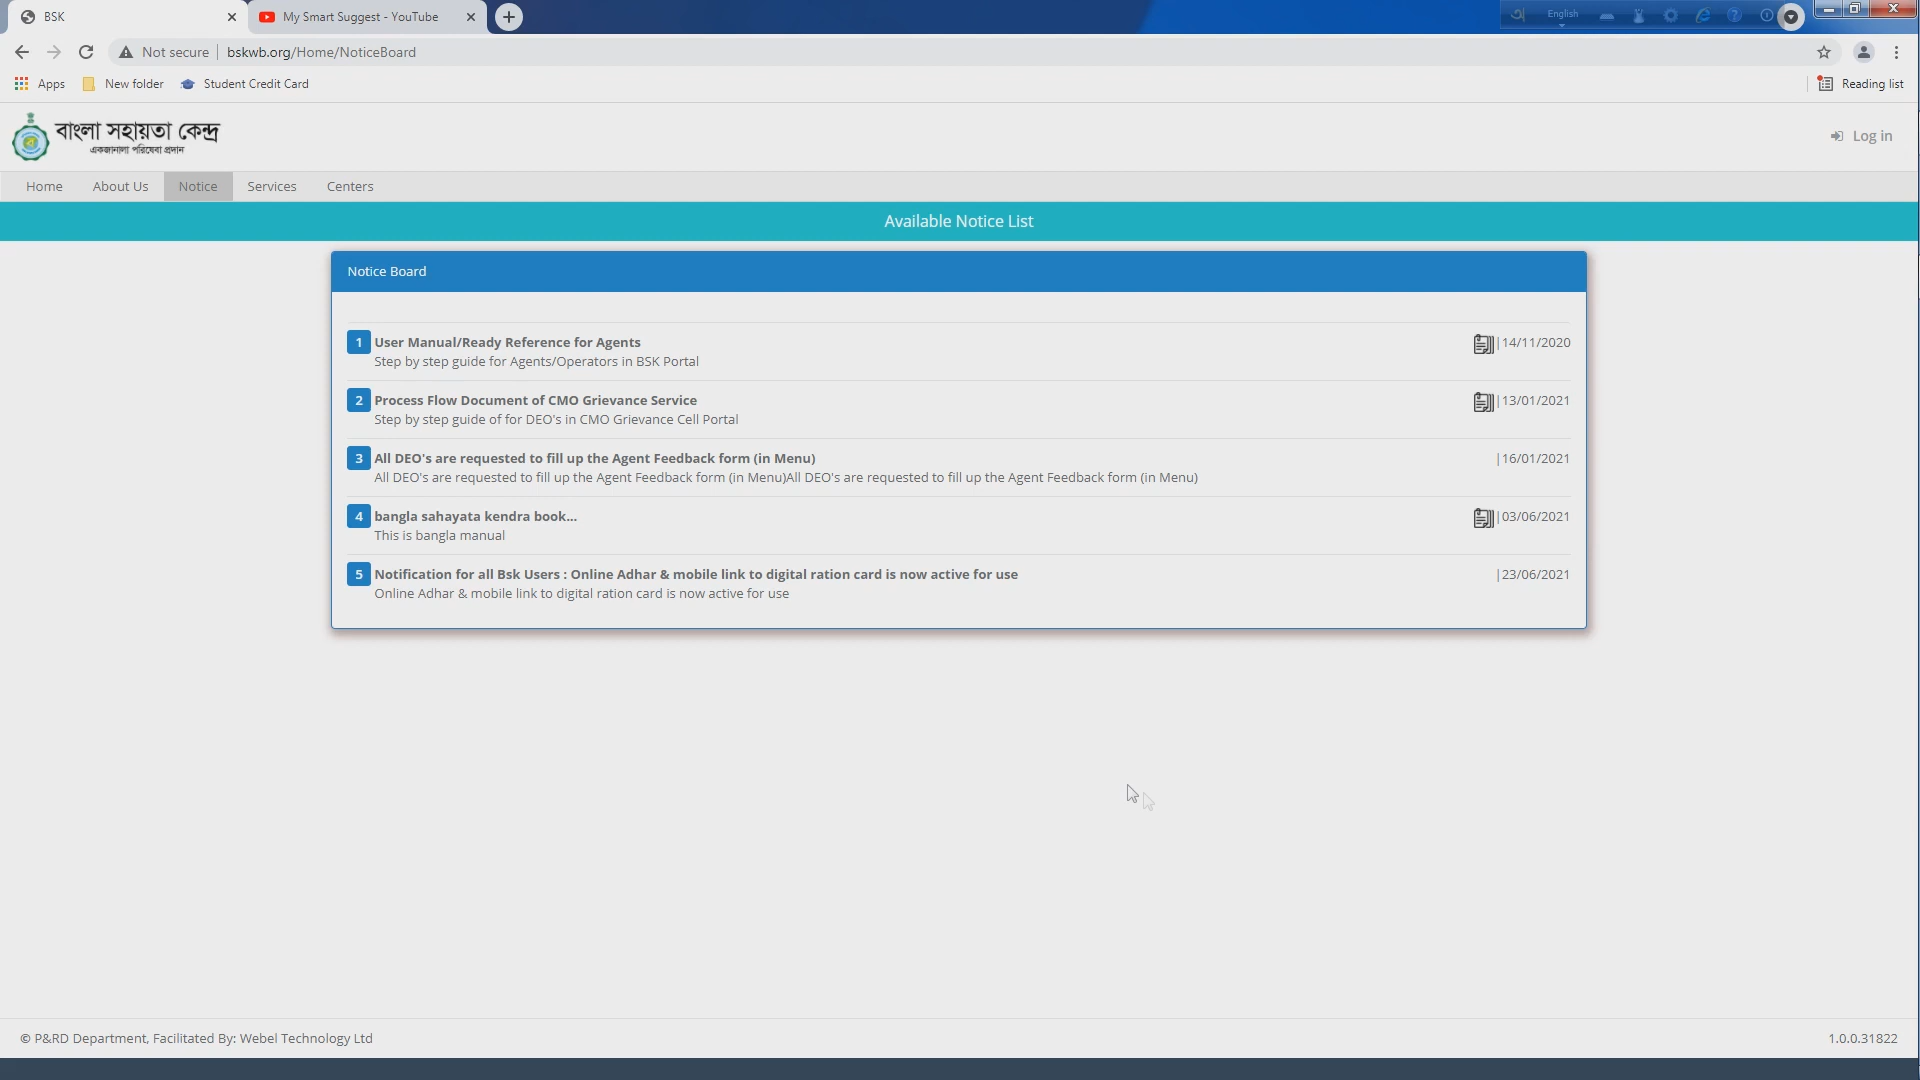 BSK
My Smart Suggest - YouTube
English
Not secure
bskwb.org/Home/NoticeBoard
Apps
New folder
Student Credit Card
Reading list
বাংলা সহায়তা কেন্দ্র
একজানালা পরিষেবা প্রদান
Log in
Home
About Us
Notice
Services
Centers
Available Notice List
Notice Board
1 User Manual/Ready Reference for Agents |14/11/2020
Step by step guide for Agents/Operators in BSK Portal
2 Process Flow Document of CMO Grievance Service |13/01/2021
Step by step guide of for DEO's in CMO Grievance Cell Portal
3 All DEO's are requested to fill up the Agent Feedback form (in Menu) |16/01/2021
All DEO's are requested to fill up the Agent Feedback form (in Menu)All DEO's are requested to fill up the Agent Feedback form (in Menu)
4 bangla sahayata kendra book... |03/06/2021
This is bangla manual
5 Notification for all Bsk Users : Online Adhar & mobile link to digital ration card is now active for use |23/06/2021
Online Adhar & mobile link to digital ration card is now active for use
© P&RD Department, Facilitated By: Webel Technology Ltd
1.0.0.31822